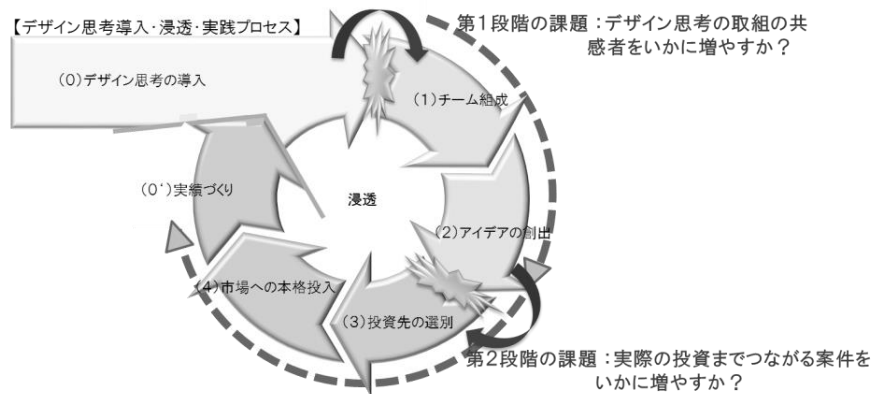 【デザイン思考導入・浸透・実践プロセス】
第1段階の課題：デザイン思考の取組の共
感者をいかに増やすか？
(0)デザイン思考の導入
(1)チーム組成
(0‘)実績づくり
浸透
(2)アイデアの創出
(4)市場への本格投入
(3)投資先の選別
第2段階の課題：実際の投資までつながる案件を
いかに増やすか？